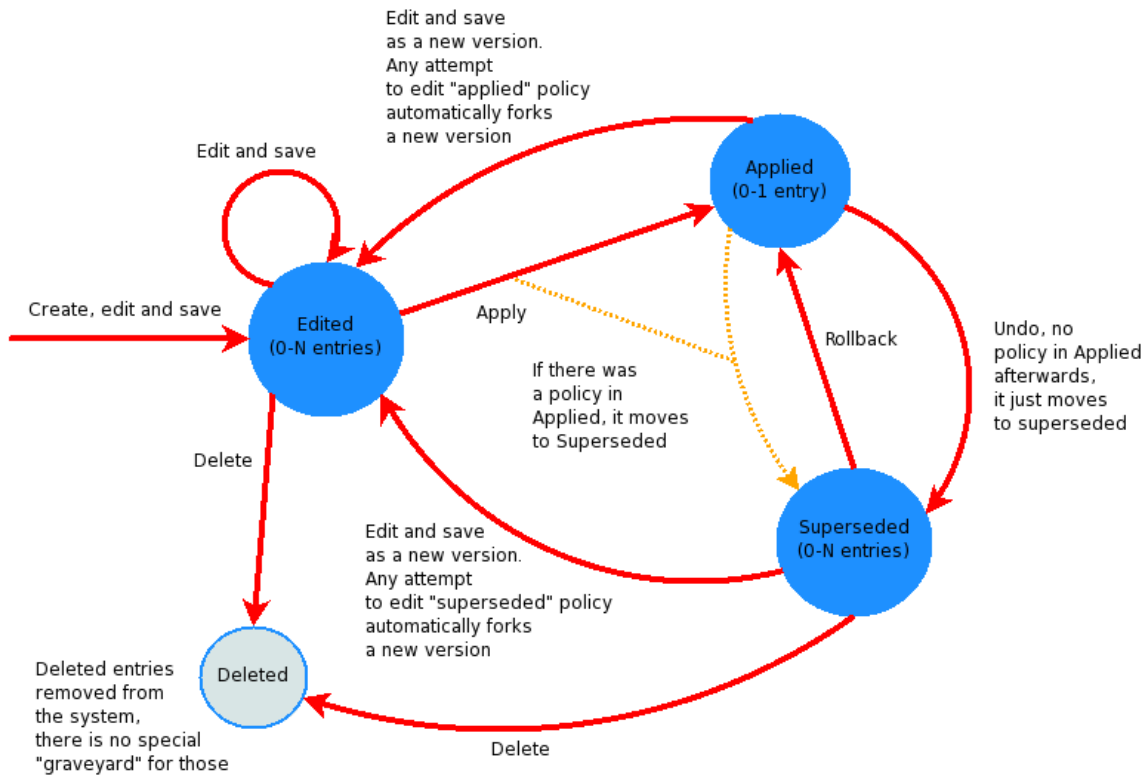 Edit and save
as a new version.
Any attempt
to edit "applied" policy
automatically forks
a new version
Edit and save
Applied
(0-1 entry)
Create, edit and save
Edited
(0-N entries)
Apply
Rollback
Undo, no
policy in Applied
afterwards,
it just moves
to superseded
If there was
a policy in
Applied, it moves
to Superseded
Delete
Superseded
(0-N entries)
Edit and save
as a new version.
Any attempt
to edit "superseded" policy
automatically forks
a new version
Deleted
Deleted entries
removed from
the system,
there is no special
"graveyard" for those
Delete